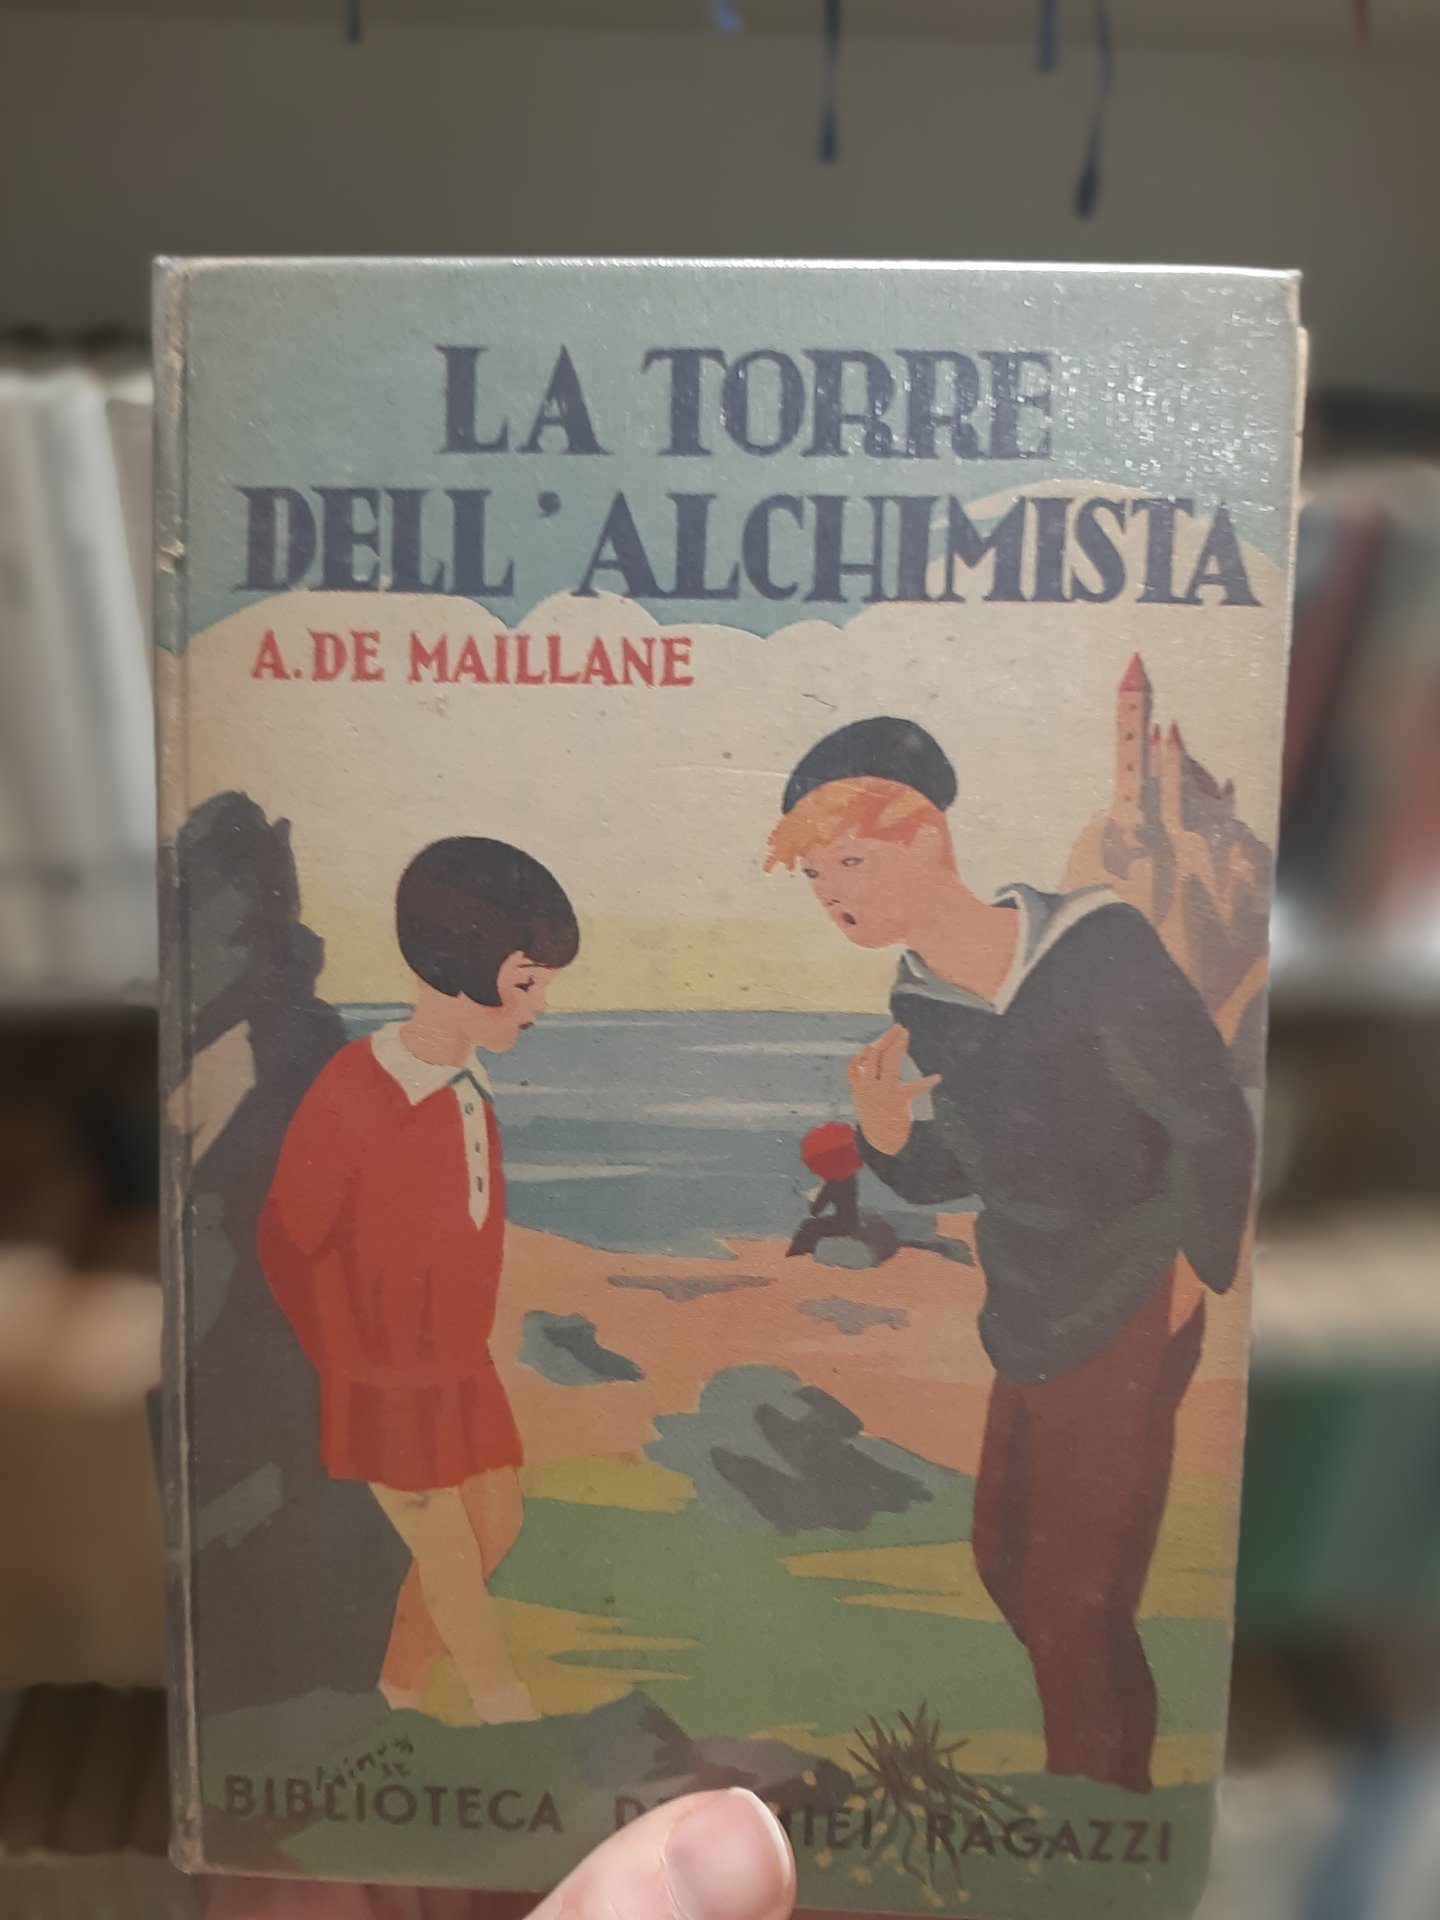 LA TORRE
DELL'ALCHIMISTA
A. DE MAILLANE
BIBLIOTECA RAGAZZI